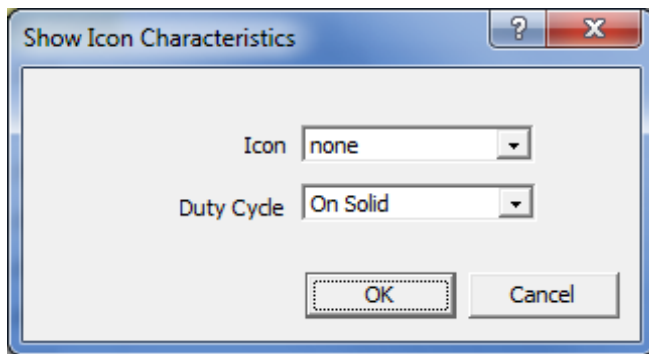 Show Icon Characteristics
?
Icon none
Duty Cycle On Solid
OK Cancel